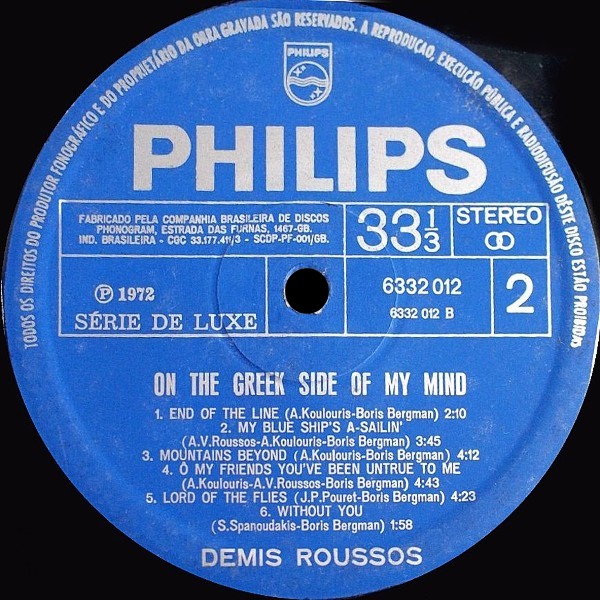 TODOS OS DIREITOS DO PRODUTOR FONOGRÁFICO E DO PROPRIETÁRIO DA OBRA GRAVADA SÃO RESERVADOS. A REPRODUÇÃO, EXECUÇÃO PÚBLICA E RADIODIFUSÃO DÊSTE DISCO ESTÃO PROIBIDAS
PHILIPS
PHILIPS
FABRICADO PELA COMPANHIA BRASILEIRA DE DISCOS
PHONOGRAM, ESTRADA DAS FURNAS, 1467-GB.
IND. BRASILEIRA - CGC 33.177.411/3 - SCDP-PF-001/GB.
33 1/3
STEREO
Ⓟ 1972
SÉRIE DE LUXE
6332 012
6332 012 B
2
ON THE GREEK SIDE OF MY MIND
1. END OF THE LINE (A.Koulouris-Boris Bergman) 2:10
2. MY BLUE SHIP'S A-SAILIN'
(A.V.Roussos-A.Koulouris-Boris Bergman) 3:45
3. MOUNTAINS BEYOND (A.Koulouris-Boris Bergman) 4:12
4. Ô MY FRIENDS YOU'VE BEEN UNTRUE TO ME
(A.Koulouris-A.V.Roussos-Boris Bergman) 4:43
5. LORD OF THE FLIES (J.P.Pouret-Boris Bergman) 4:23
6. WITHOUT YOU
(S.Spanoudakis-Boris Bergman) 1:58
DEMIS ROUSSOS